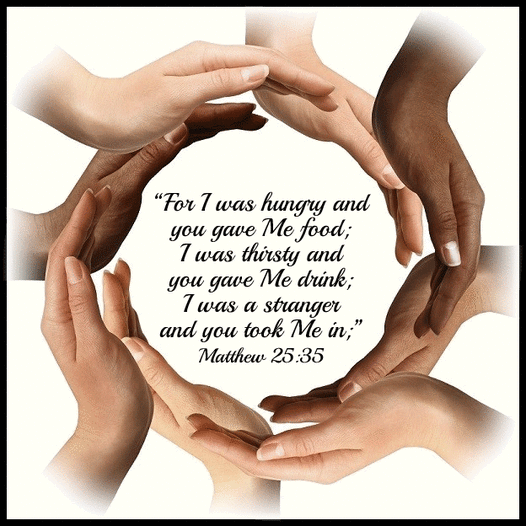 “For I was hungry and
you gave Me food;
I was thirsty and
you gave Me drink;
I was a stranger
and you took Me in;”
Matthew 25:35